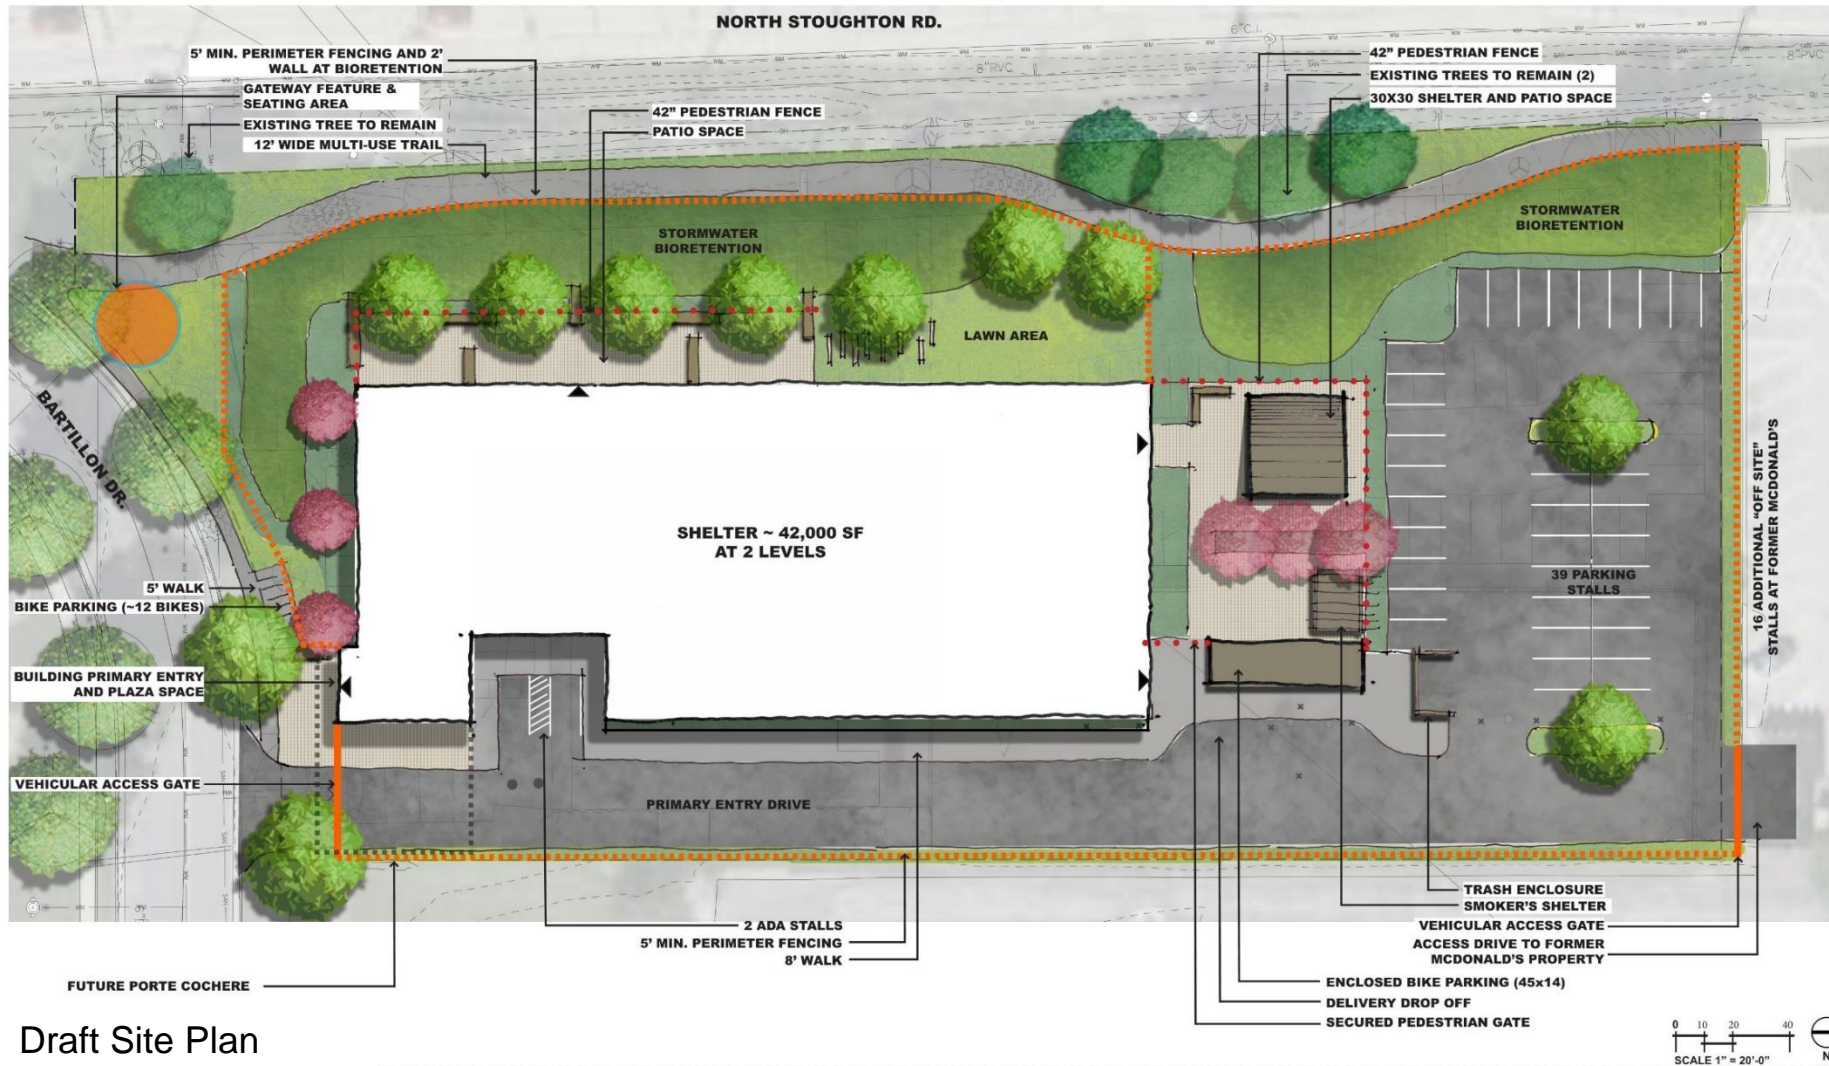 NORTH STOUGHTON RD.
5' MIN. PERIMETER FENCING AND 2'
WALL AT BIORETENTION
GATEWAY FEATURE &
SEATING AREA
EXISTING TREE TO REMAIN
12' WIDE MULTI-USE TRAIL
42" PEDESTRIAN FENCE
PATIO SPACE
6"C.I.
8"PVC
8"PVC
42" PEDESTRIAN FENCE
EXISTING TREES TO REMAIN (2)
30X30 SHELTER AND PATIO SPACE
STORMWATER
BIORETENTION
STORMWATER
BIORETENTION
LAWN AREA
BARTILLON DR.
SHELTER ~ 42,000 SF
AT 2 LEVELS
39 PARKING
STALLS
16 ADDITIONAL "OFF SITE"
STALLS AT FORMER MCDONALD'S
5' WALK
BIKE PARKING (~12 BIKES)
BUILDING PRIMARY ENTRY
AND PLAZA SPACE
VEHICULAR ACCESS GATE
PRIMARY ENTRY DRIVE
2 ADA STALLS
5' MIN. PERIMETER FENCING
8' WALK
FUTURE PORTE COCHERE
TRASH ENCLOSURE
SMOKER'S SHELTER
VEHICULAR ACCESS GATE
ACCESS DRIVE TO FORMER
MCDONALD'S PROPERTY
ENCLOSED BIKE PARKING (45x14)
DELIVERY DROP OFF
SECURED PEDESTRIAN GATE
Draft Site Plan
0 10 20 40
SCALE 1" = 20'-0"
N